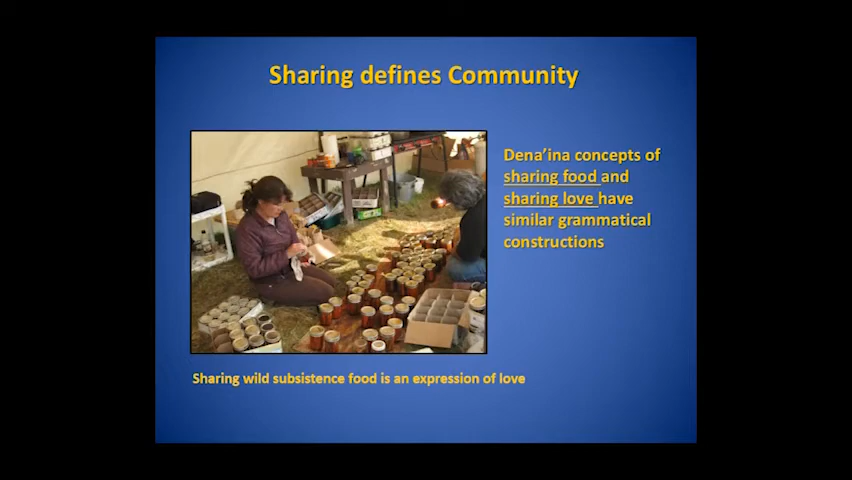 Sharing defines Community
Dena’ina concepts of
sharing food and
sharing love have
similar grammatical
constructions
Sharing wild subsistence food is an expression of love